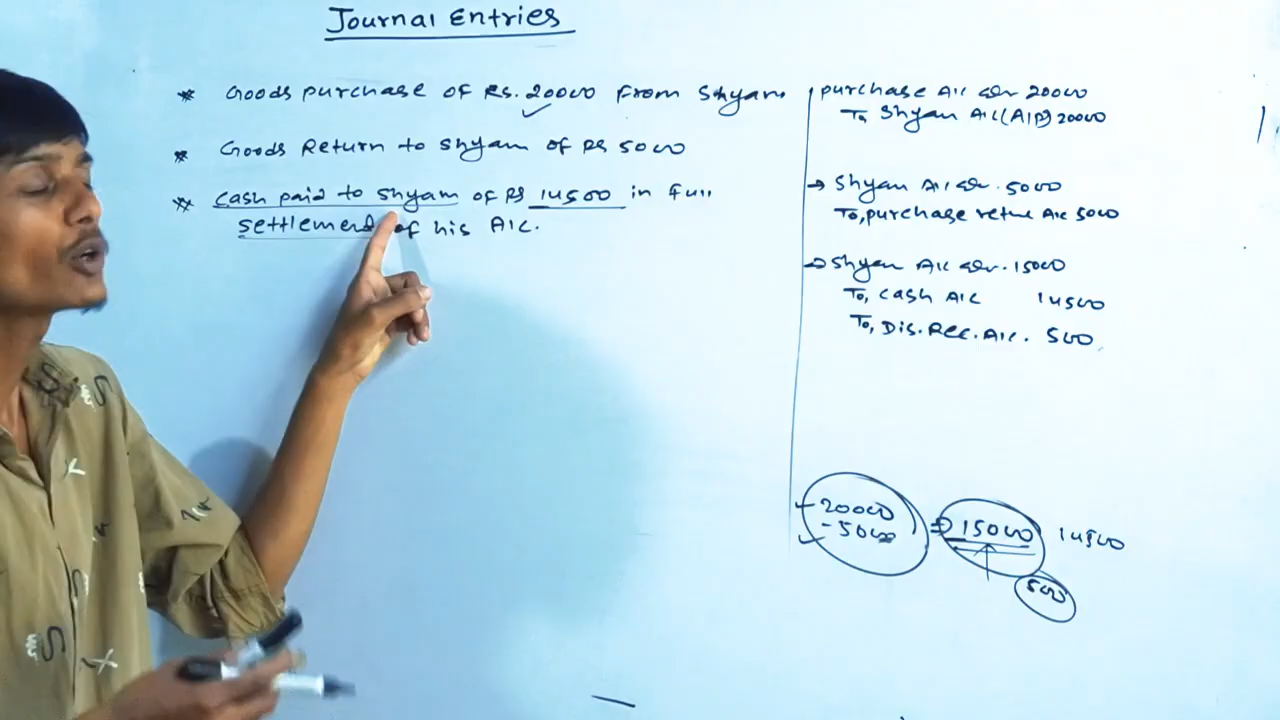 Journal Entries
* Goods purchase of Rs. 20000 from Shyam
* Goods Return to Shyam of Rs 5000
* Cash paid to Shyam of Rs 14500 in full
settlement of his A/c.
purchase A/c dr 20000
To, Shyam A/c (A/P) 20000
→ Shyam A/c dr. 5000
To, purchase retue A/c 5000
→ Shyam A/c dr. 15000
To, cash A/c 14500
To, Dis. Rec. A/c. 500
20000
- 5000
⇒ 15000 14500
500